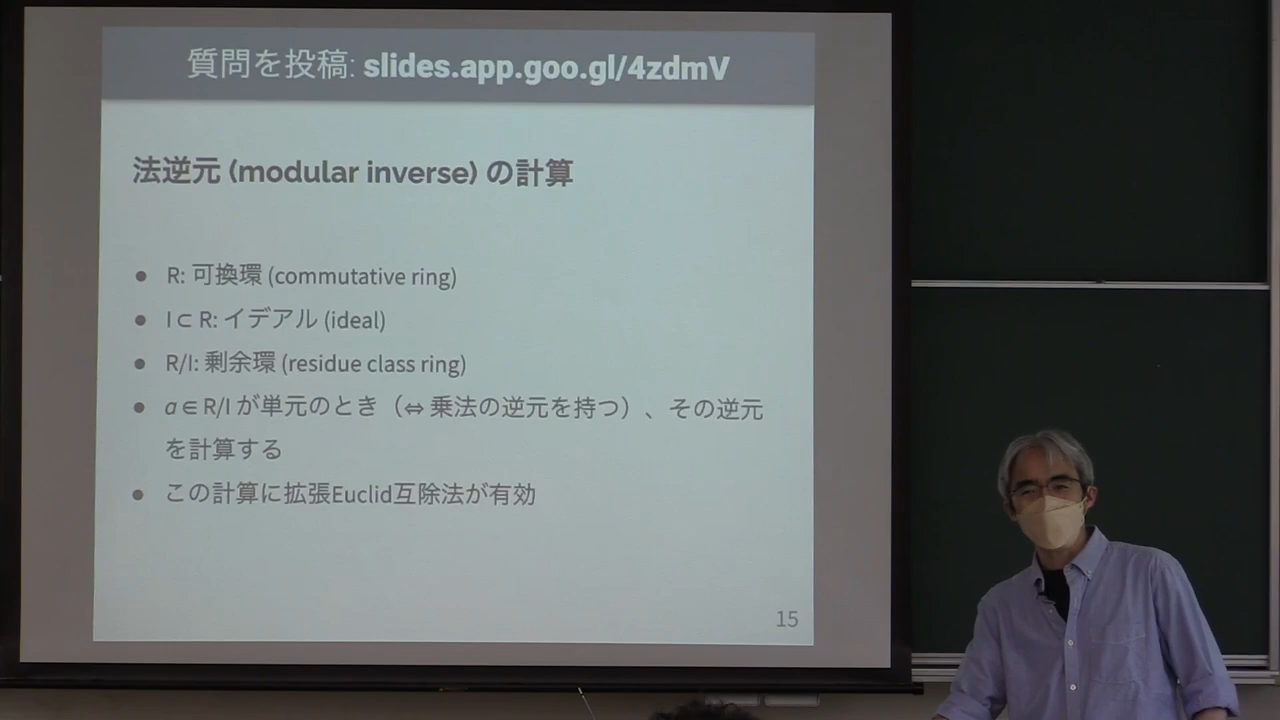 質問を投稿: slides.app.goo.gl/4zdmV
法逆元 (modular inverse) の計算
● R: 可換環 (commutative ring)
● I ⊂ R: イデアル (ideal)
● R/I: 剰余環 (residue class ring)
● a ∈ R/I が単元のとき（⇔ 乗法の逆元を持つ）、その逆元
を計算する
● この計算に拡張Euclid互除法が有効
15